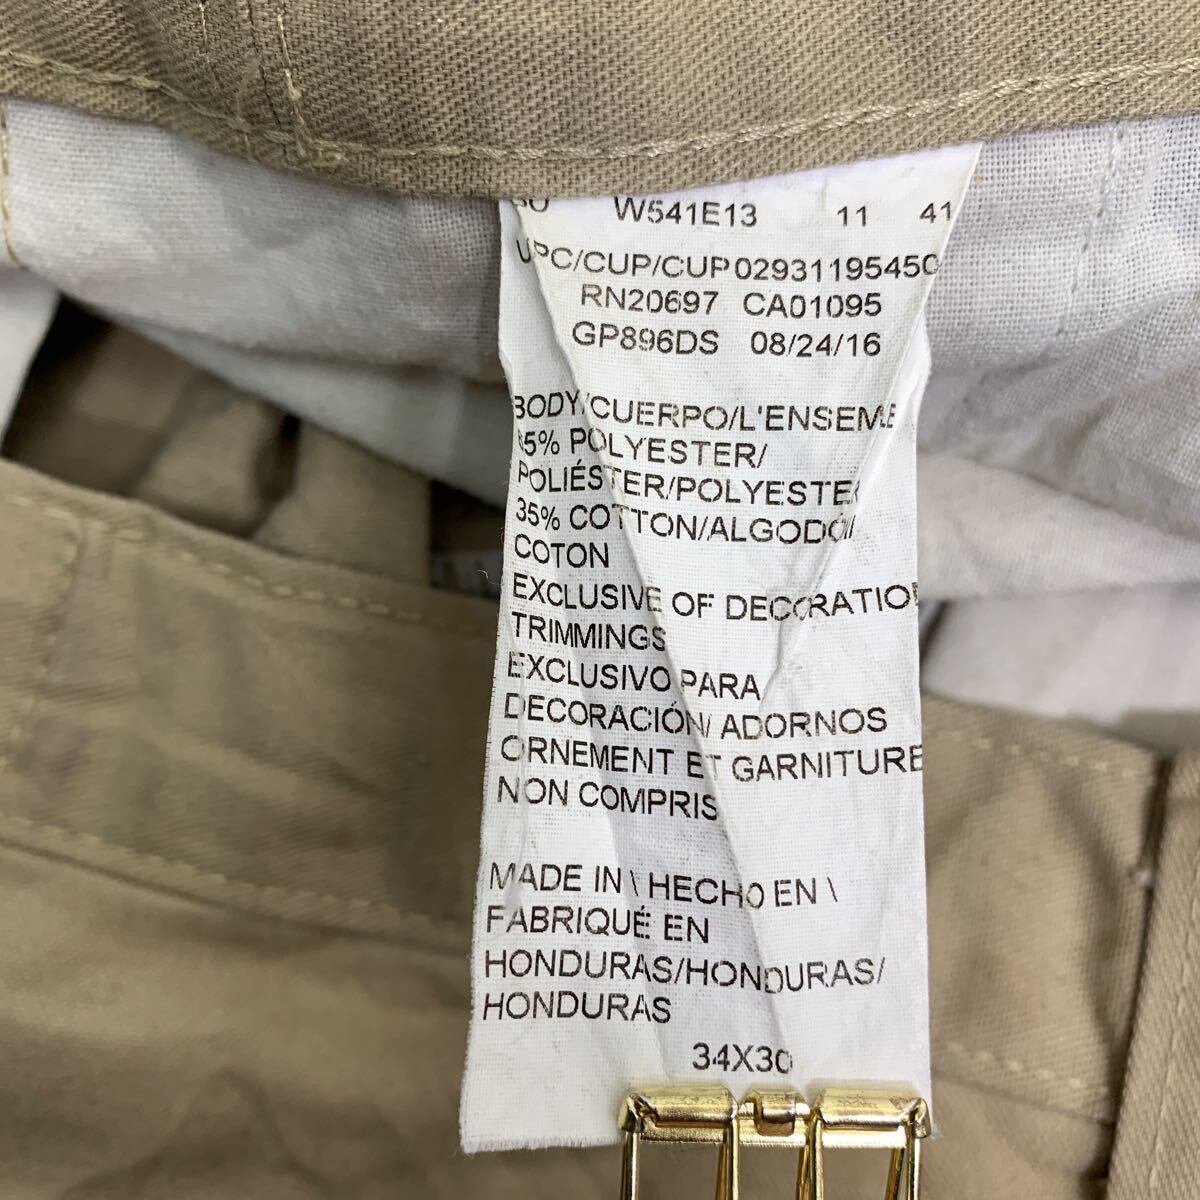 W541E13 11 41
UPC/CUP/CUP 02931195450
RN20697 CA01095
GP896DS 08/24/16
BODY/CUERPO/L'ENSEMBLE
65% POLYESTER/
POLIÉSTER/POLYESTER
35% COTTON/ALGODÓN/
COTON
EXCLUSIVE OF DECORATIO
TRIMMINGS
EXCLUSIVO PARA
DECORACIÓN/ ADORNOS
ORNEMENT ET GARNITURE
NON COMPRIS
MADE IN \ HECHO EN \
FABRIQUÉ EN
HONDURAS/HONDURAS/
HONDURAS
34X30